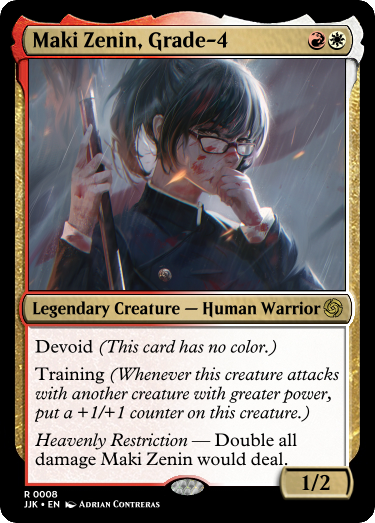 Maki Zenin, Grade-4
Legendary Creature — Human Warrior
Devoid (This card has no color.)
Training (Whenever this creature attacks
with another creature with greater power,
put a +1/+1 counter on this creature.)
Heavenly Restriction — Double all
damage Maki Zenin would deal.
1/2
R 0008
JJK • EN Adrian Contreras